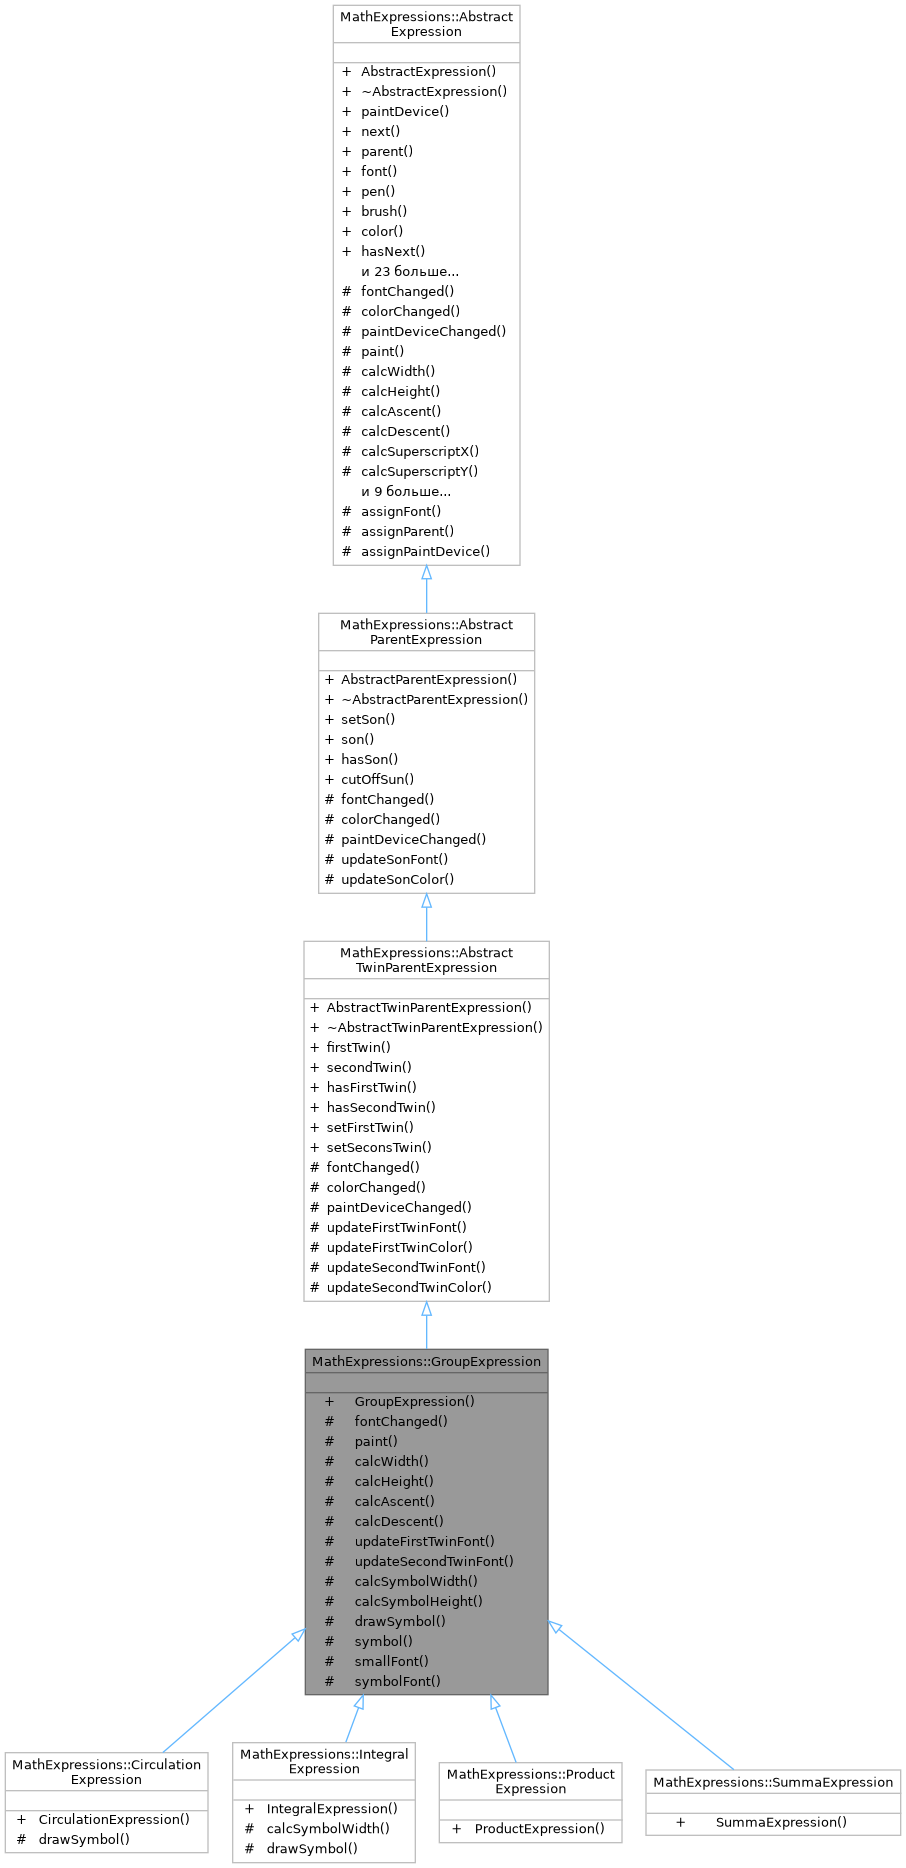 MathExpressions::Abstract
Expression
+ AbstractExpression()
+ ~AbstractExpression()
+ paintDevice()
+ next()
+ parent()
+ font()
+ pen()
+ brush()
+ color()
+ hasNext()
и 23 больше...
# fontChanged()
# colorChanged()
# paintDeviceChanged()
# paint()
# calcWidth()
# calcHeight()
# calcAscent()
# calcDescent()
# calcSuperscriptX()
# calcSuperscriptY()
и 9 больше...
# assignFont()
# assignParent()
# assignPaintDevice()
MathExpressions::Abstract
ParentExpression
+ AbstractParentExpression()
+ ~AbstractParentExpression()
+ setSon()
+ son()
+ hasSon()
+ cutOffSun()
# fontChanged()
# colorChanged()
# paintDeviceChanged()
# updateSonFont()
# updateSonColor()
MathExpressions::Abstract
TwinParentExpression
+ AbstractTwinParentExpression()
+ ~AbstractTwinParentExpression()
+ firstTwin()
+ secondTwin()
+ hasFirstTwin()
+ hasSecondTwin()
+ setFirstTwin()
+ setSeconsTwin()
# fontChanged()
# colorChanged()
# paintDeviceChanged()
# updateFirstTwinFont()
# updateFirstTwinColor()
# updateSecondTwinFont()
# updateSecondTwinColor()
MathExpressions::GroupExpression
+ GroupExpression()
# fontChanged()
# paint()
# calcWidth()
# calcHeight()
# calcAscent()
# calcDescent()
# updateFirstTwinFont()
# updateSecondTwinFont()
# calcSymbolWidth()
# calcSymbolHeight()
# drawSymbol()
# symbol()
# smallFont()
# symbolFont()
MathExpressions::Circulation
Expression
+ CirculationExpression()
# drawSymbol()
MathExpressions::Integral
Expression
+ IntegralExpression()
# calcSymbolWidth()
# drawSymbol()
MathExpressions::Product
Expression
+ ProductExpression()
MathExpressions::SummaExpression
+ SummaExpression()